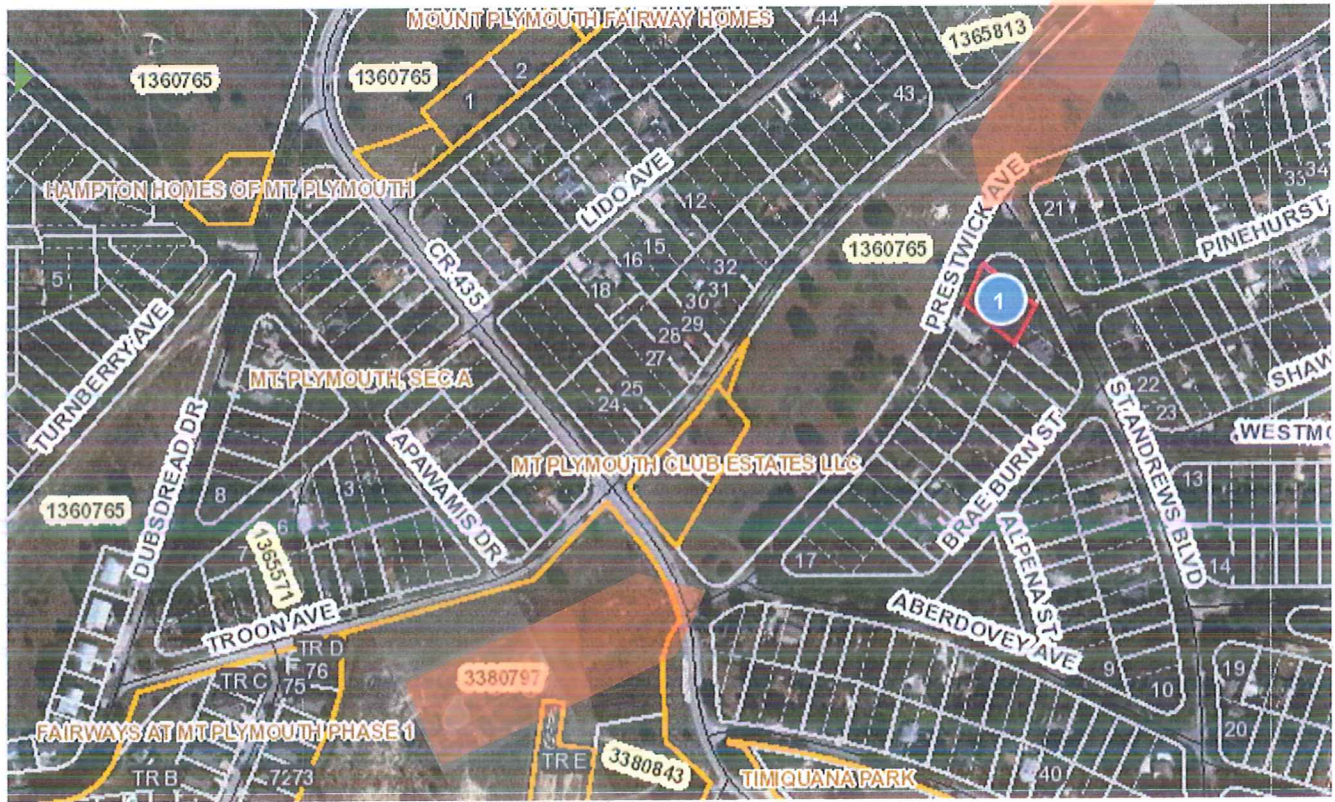 MOUNT PLYMOUTH FAIRWAY HOMES
44
1365813
1360765
1360765
2
1
43
HAMPTON HOMES OF MT. PLYMOUTH
LIDO AVE
12
33
34
21
PINEHURST
5
CR 435
15
16
18
32
31
30
29
28
27
25
24
1360765
PRESTWICK AVE
1
TURNBERRY AVE
MT. PLYMOUTH, SEC A
22
23
SHAW
WESTMO
DUBSDREAD DR
APAWAMIS DR
MT PLYMOUTH CLUB ESTATES LLC
BRAE BURN ST
ST. ANDREWS BLVD
8
3
6
7
1360765
1365571
13
14
17
ALPENA ST
ABERDOVEY AVE
TROON AVE
TR D
76
75
TR C
3380797
9
10
19
20
FAIRWAYS AT MT PLYMOUTH PHASE 1
TR B
7273
TR E
3380843
TIMIQUANA PARK
40